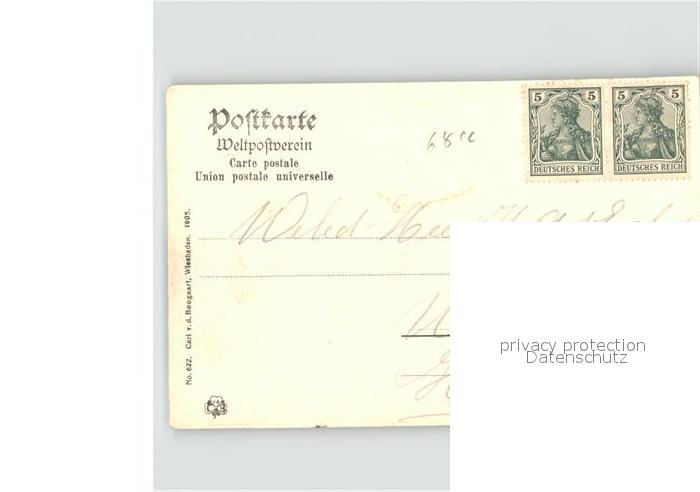 Postkarte
Weltpostverein
Carte postale
Union postale universelle
5 5
DEUTSCHES REICH
5 5
DEUTSCHES REICH
No. 622. Carl v. d. Boogaart, Wiesbaden. 1905.
privacy protection
Datenschutz